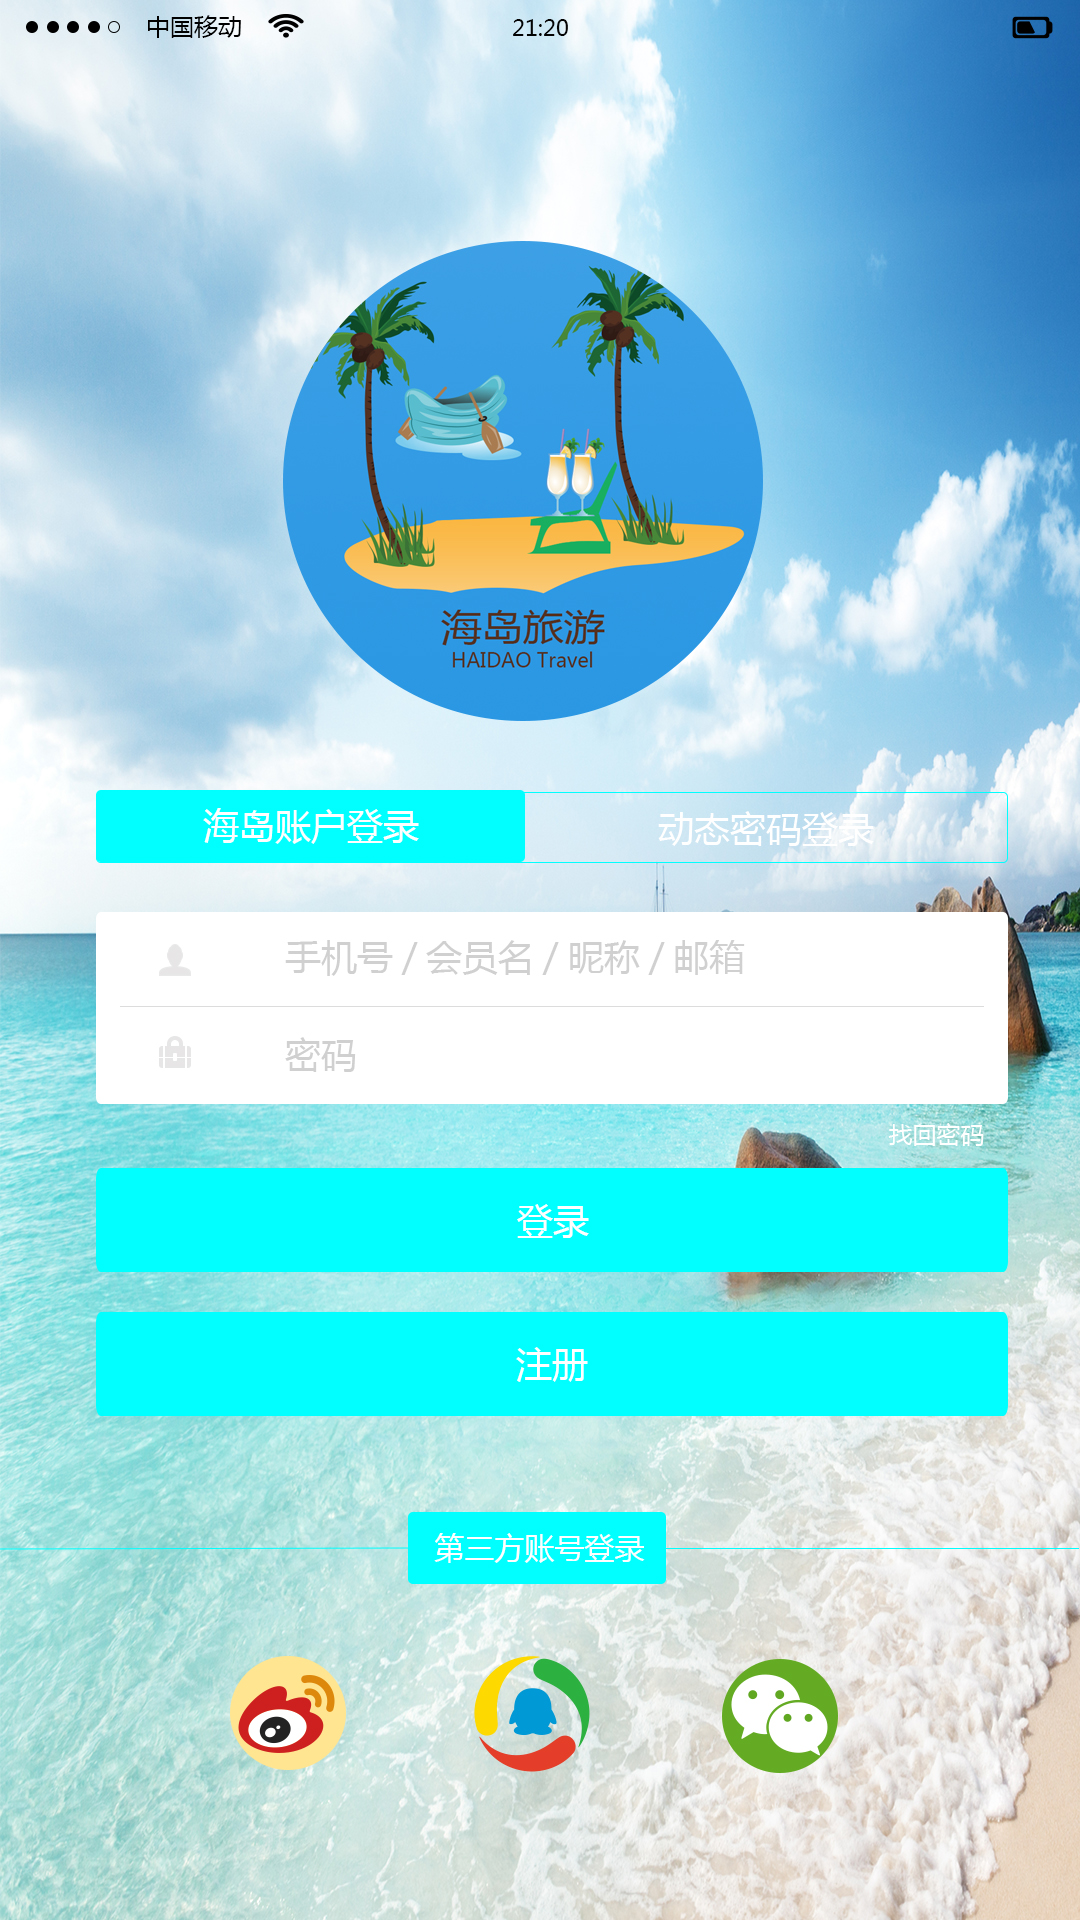 中国移动 21:20
海岛旅游
HAIDAO Travel
海岛账户登录 动态密码登录
手机号 / 会员名 / 昵称 / 邮箱
密码
找回密码
登录
注册
第三方账号登录